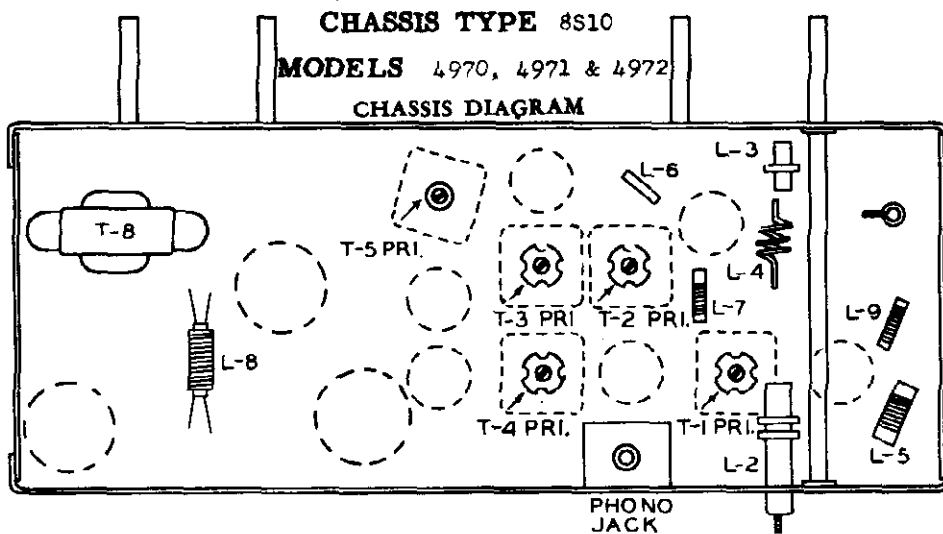 CHASSIS TYPE 8S10
MODELS 4970, 4971 & 4972
CHASSIS DIAGRAM
L-3
L-6
T-8
T-5 PRI.
L-4
T-3 PRI
T-2 PRI.
L-7
L-9
L-8
T-4 PRI.
T-1 PRI.
L-2
L-5
PHONO
JACK